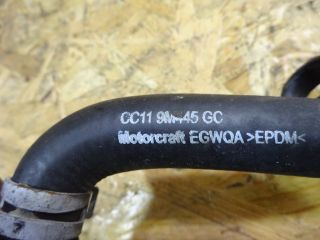 CC11 GC
Motorcraft EGWQA >EPDM<